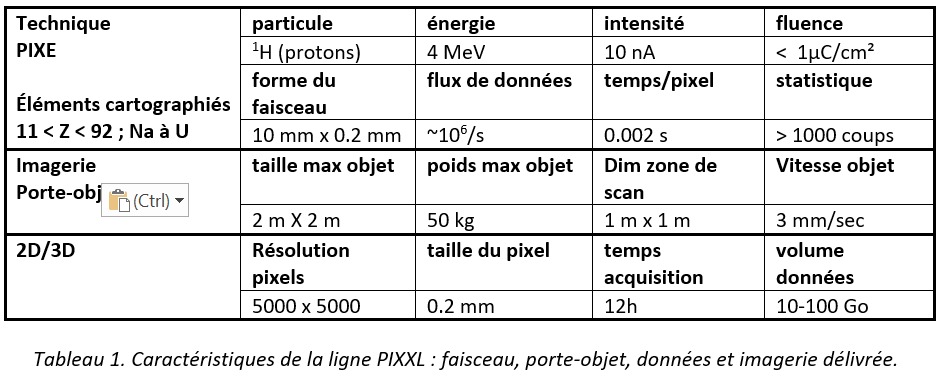 Technique particule énergie intensité fluence
PIXE ¹H (protons) 4 MeV 10 nA < 1µC/cm²
forme du faisceau flux de données temps/pixel statistique
Éléments cartographiés
11 < Z < 92 ; Na à U 10 mm x 0.2 mm ~10⁶/s 0.002 s > 1000 coups
Imagerie taille max objet poids max objet Dim zone de scan Vitesse objet
Porte-obj (Ctrl)
2 m X 2 m 50 kg 1 m x 1 m 3 mm/sec
2D/3D Résolution pixels taille du pixel temps acquisition volume données
5000 x 5000 0.2 mm 12h 10-100 Go
Tableau 1. Caractéristiques de la ligne PIXXL : faisceau, porte-objet, données et imagerie délivrée.